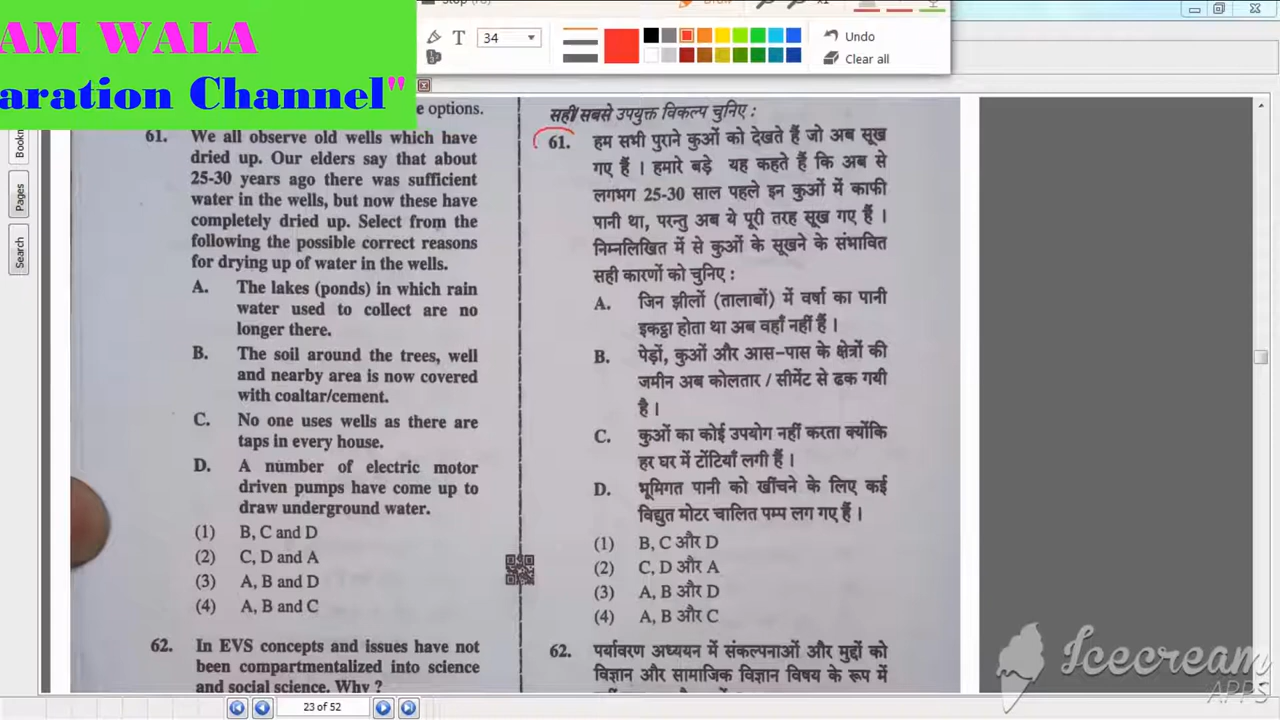 AM WALA
aration Channel"
T
34
x1
Undo
Clear all
Pages
Search
e options.
61. We all observe old wells which have
dried up. Our elders say that about
25-30 years ago there was sufficient
water in the wells, but now these have
completely dried up. Select from the
following the possible correct reasons
for drying up of water in the wells.
A. The lakes (ponds) in which rain
water used to collect are no
longer there.
B. The soil around the trees, well
and nearby area is now covered
with coaltar/cement.
C. No one uses wells as there are
taps in every house.
D. A number of electric motor
driven pumps have come up to
draw underground water.
(1) B, C and D
(2) C, D and A
(3) A, B and D
(4) A, B and C
62. In EVS concepts and issues have not
been compartmentalized into science
and social science. Why ?
सही/सबसे उपयुक्त विकल्प चुनिए :
61. हम सभी पुराने कुओं को देखते हैं जो अब सूख
गए हैं । हमारे बड़े यह कहते हैं कि अब से
लगभग 25-30 साल पहले इन कुओं में काफी
पानी था, परन्तु अब ये पूरी तरह सूख गए हैं ।
निम्नलिखित में से कुओं के सूखने के संभावित
सही कारणों को चुनिए :
A. जिन झीलों (तालाबों) में वर्षा का पानी
इकट्ठा होता था अब वहाँ नहीं हैं ।
B. पेड़ों, कुओं और आस-पास के क्षेत्रों की
जमीन अब कोलतार / सीमेंट से ढक गयी
है ।
C. कुओं का कोई उपयोग नहीं करता क्योंकि
हर घर में टोंटियाँ लगी हैं ।
D. भूमिगत पानी को खींचने के लिए कई
विद्युत मोटर चालित पम्प लग गए हैं ।
(1) B, C और D
(2) C, D और A
(3) A, B और D
(4) A, B और C
62. पर्यावरण अध्ययन में संकल्पनाओं और मुद्दों को
विज्ञान और सामाजिक विज्ञान विषय के रूप में
23 of 52
Icecream
APPS